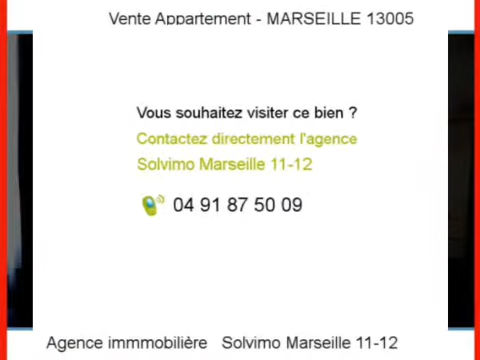 Vente Appartement - MARSEILLE 13005
Vous souhaitez visiter ce bien ?
Contactez directement l'agence
Solvimo Marseille 11-12
04 91 87 50 09
Agence immmobilière Solvimo Marseille 11-12